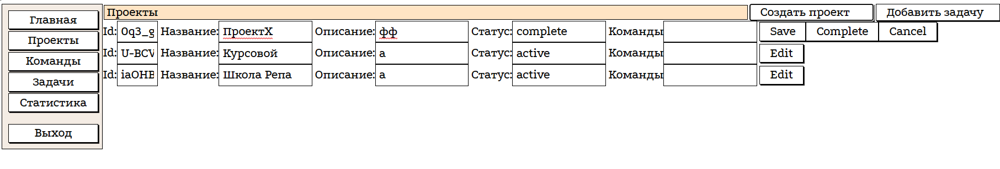 Главная
Проекты
Команды
Задачи
Статистика
Выход
Проекты Создать проект Добавить задачу
Id: 0q3_g Название: ПроектX Описание: фф Статус: complete Команды Save Complete Cancel
Id: U-BCV Название: Курсовой Описание: а Статус: active Команды Edit
Id: iaOHB Название: Школа Репа Описание: а Статус: active Команды Edit